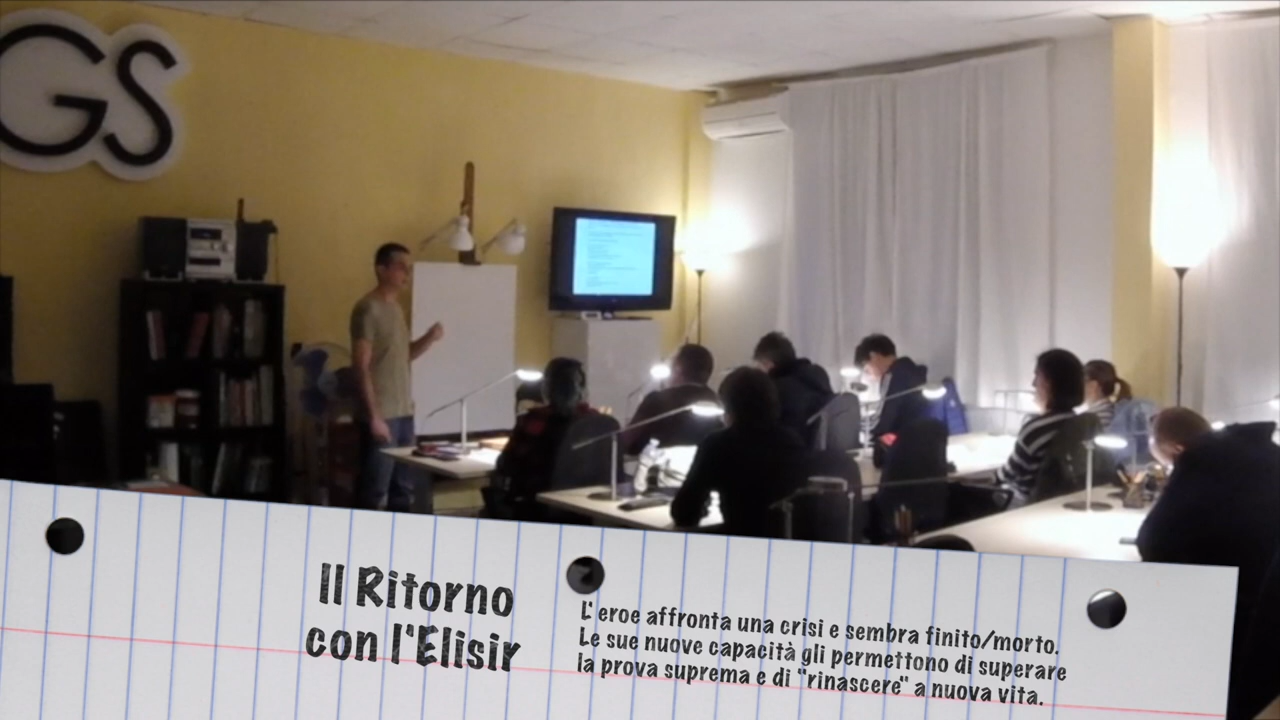 GS
Il Ritorno
con l'Elisir
L'eroe affronta una crisi e sembra finito/morto.
Le sue nuove capacità gli permettono di superare
la prova suprema e di "rinascere" a nuova vita.